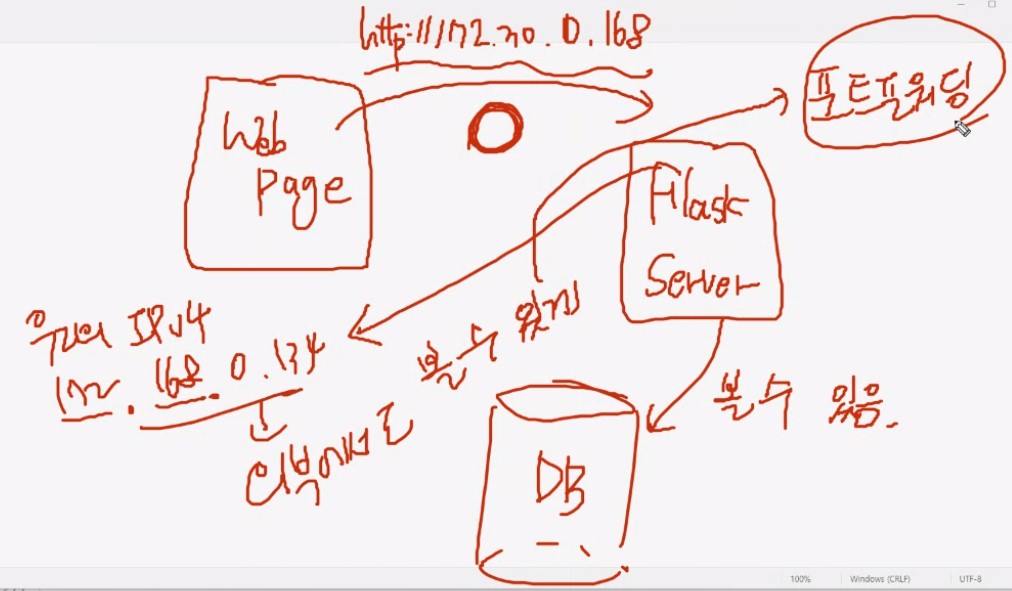 http://172.30.0.168
포트폴워딩
Web
Page
Flask
Server
우리의 IPv4
172.168.0.134
볼 수 있게
외부에서도
볼 수 있음.
DB
100%
Windows (CRLF)
UTF-8